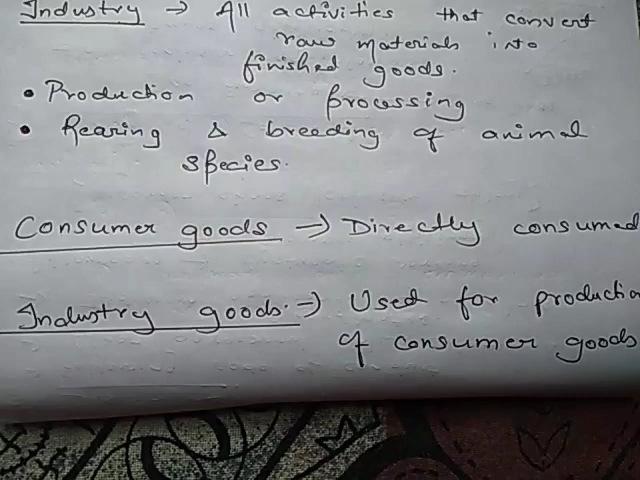 Industry → All activities that convert
raw materials into
finished goods.
• Production or processing
• Rearing & breeding of animal
species.
Consumer goods → Directly consumed
Industry goods. → Used for productio
of consumer goods